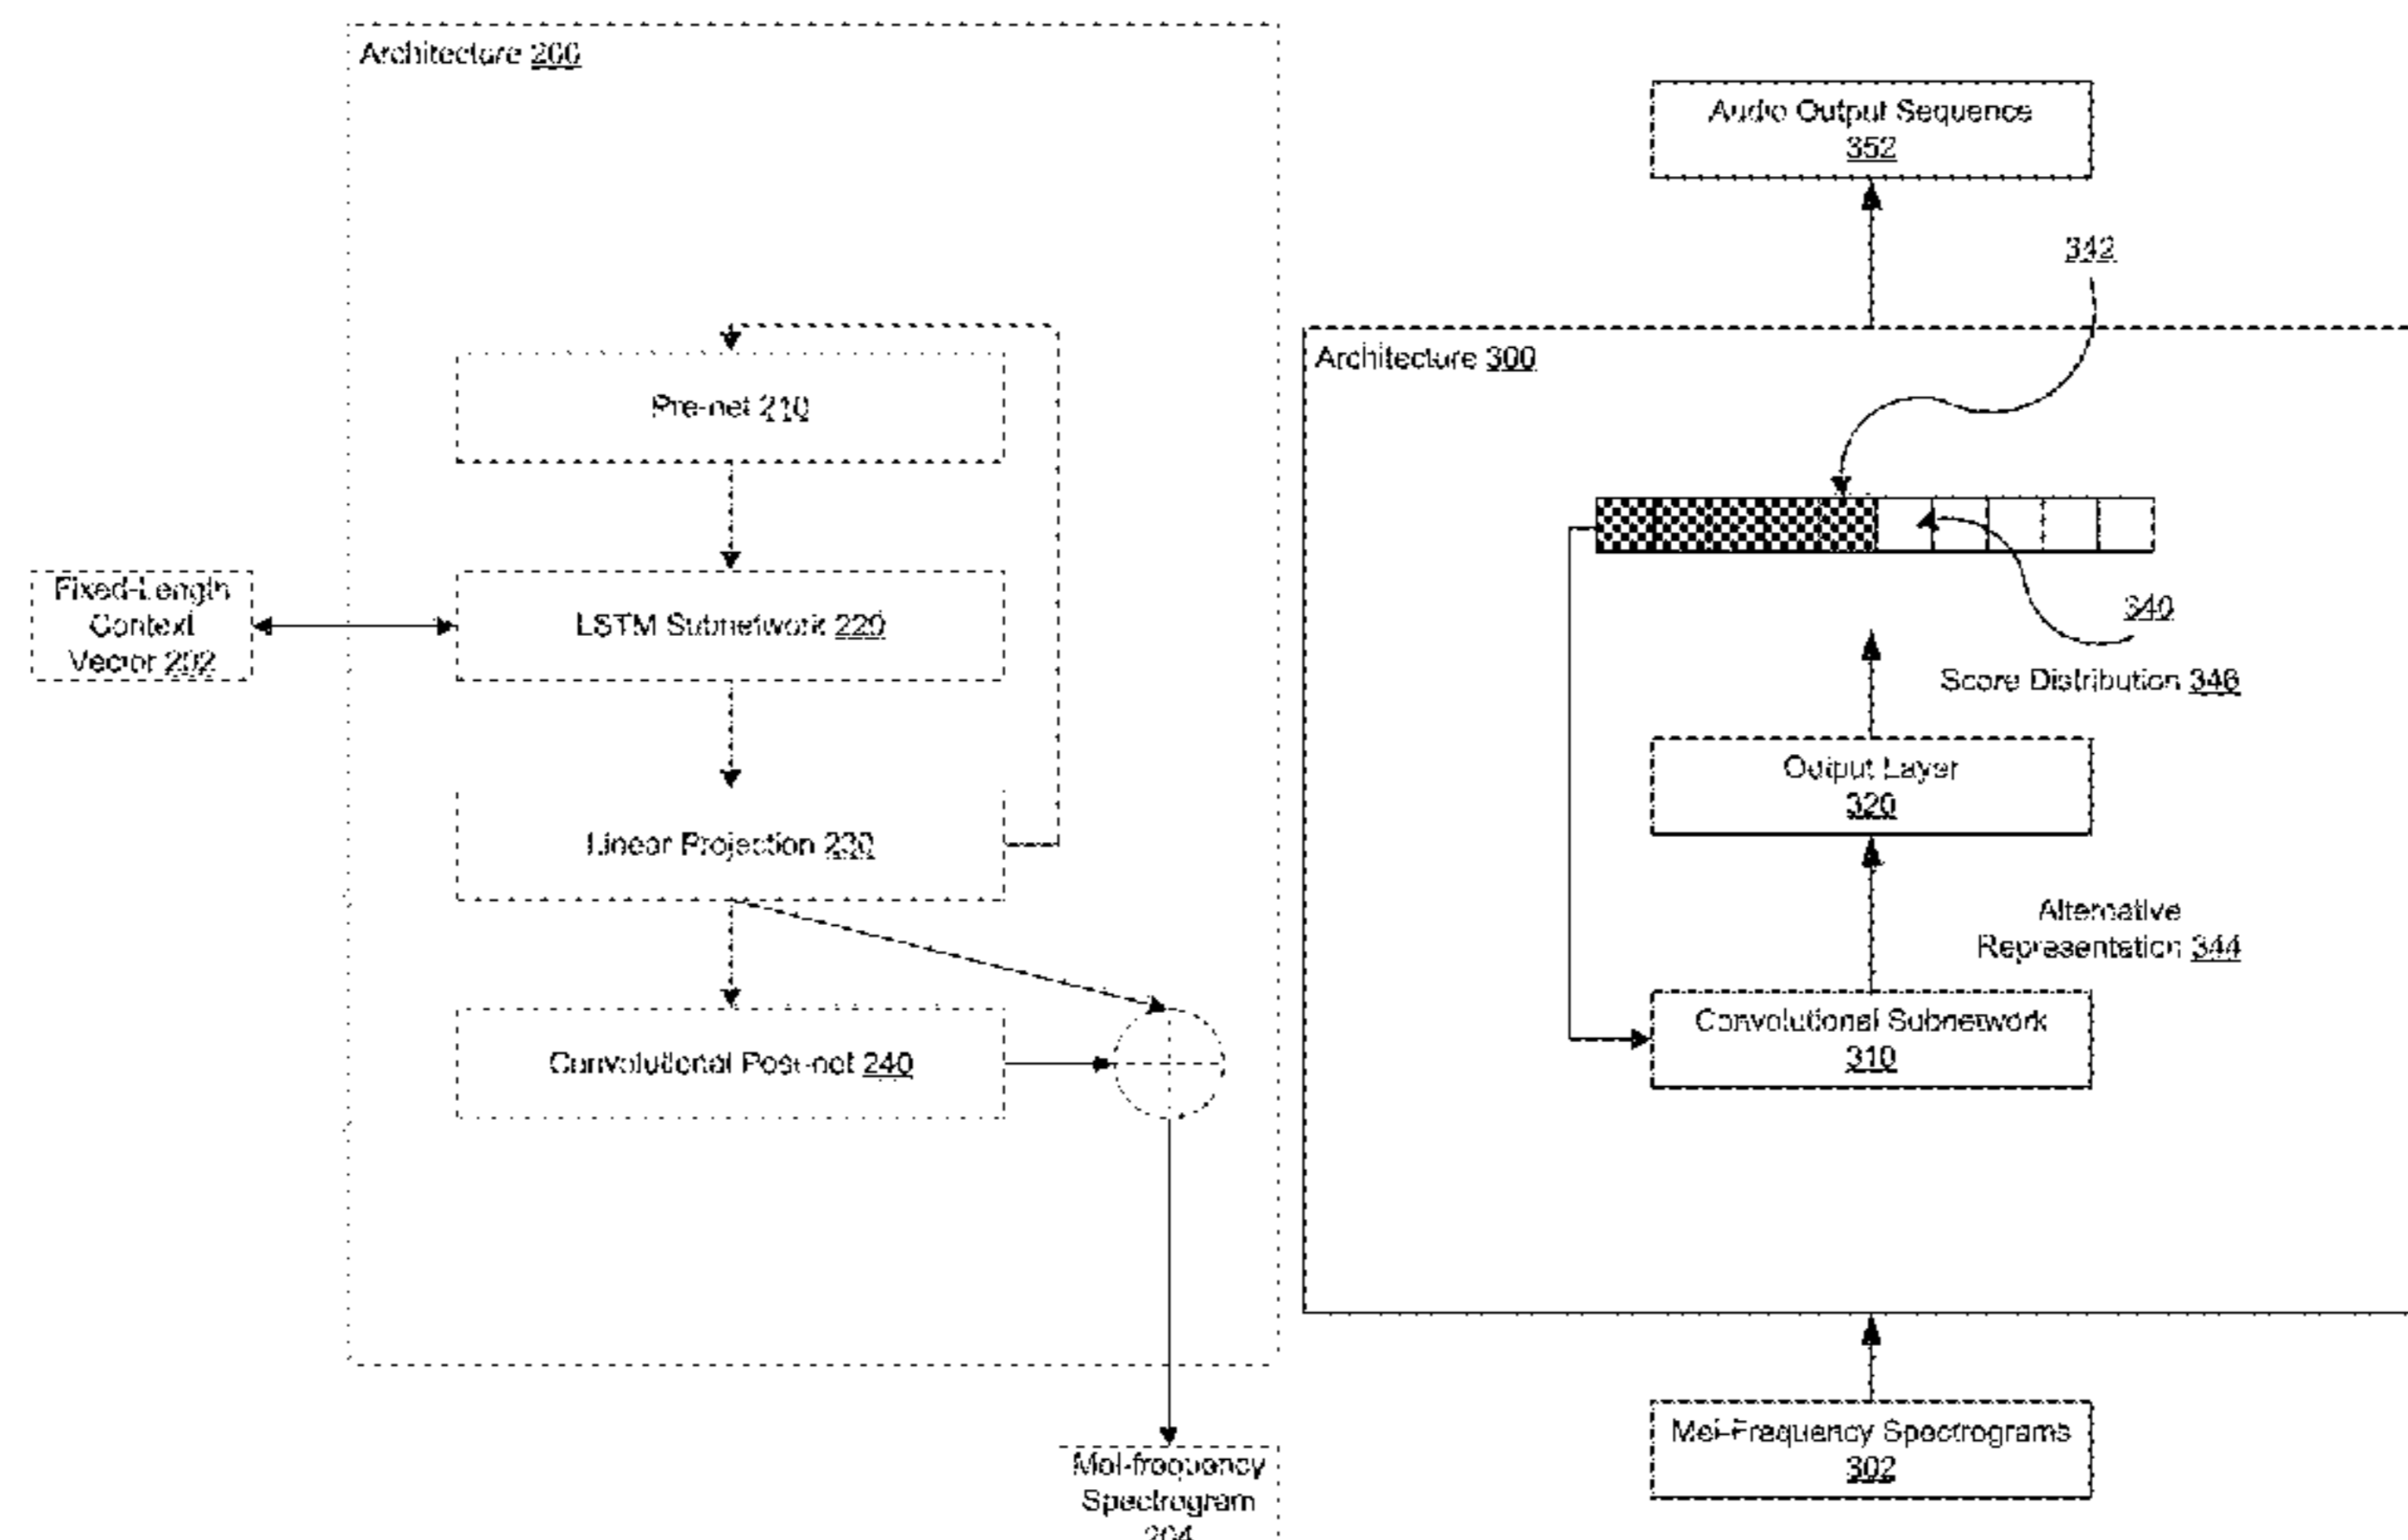 Architecture 200
Pre-net 210
Fixed-Length
Context
Vector 202
LSTM Subnetwork 220
Linear Projection 230
Convolutional Post-net 240
Mel-frequency
Spectrogram
204
Audio Output Sequence
352
342
Architecture 300
340
Score Distribution 346
Output Layer
320
Alternative
Representation 344
Convolutional Subnetwork
310
Mel-Frequency Spectrograms
302